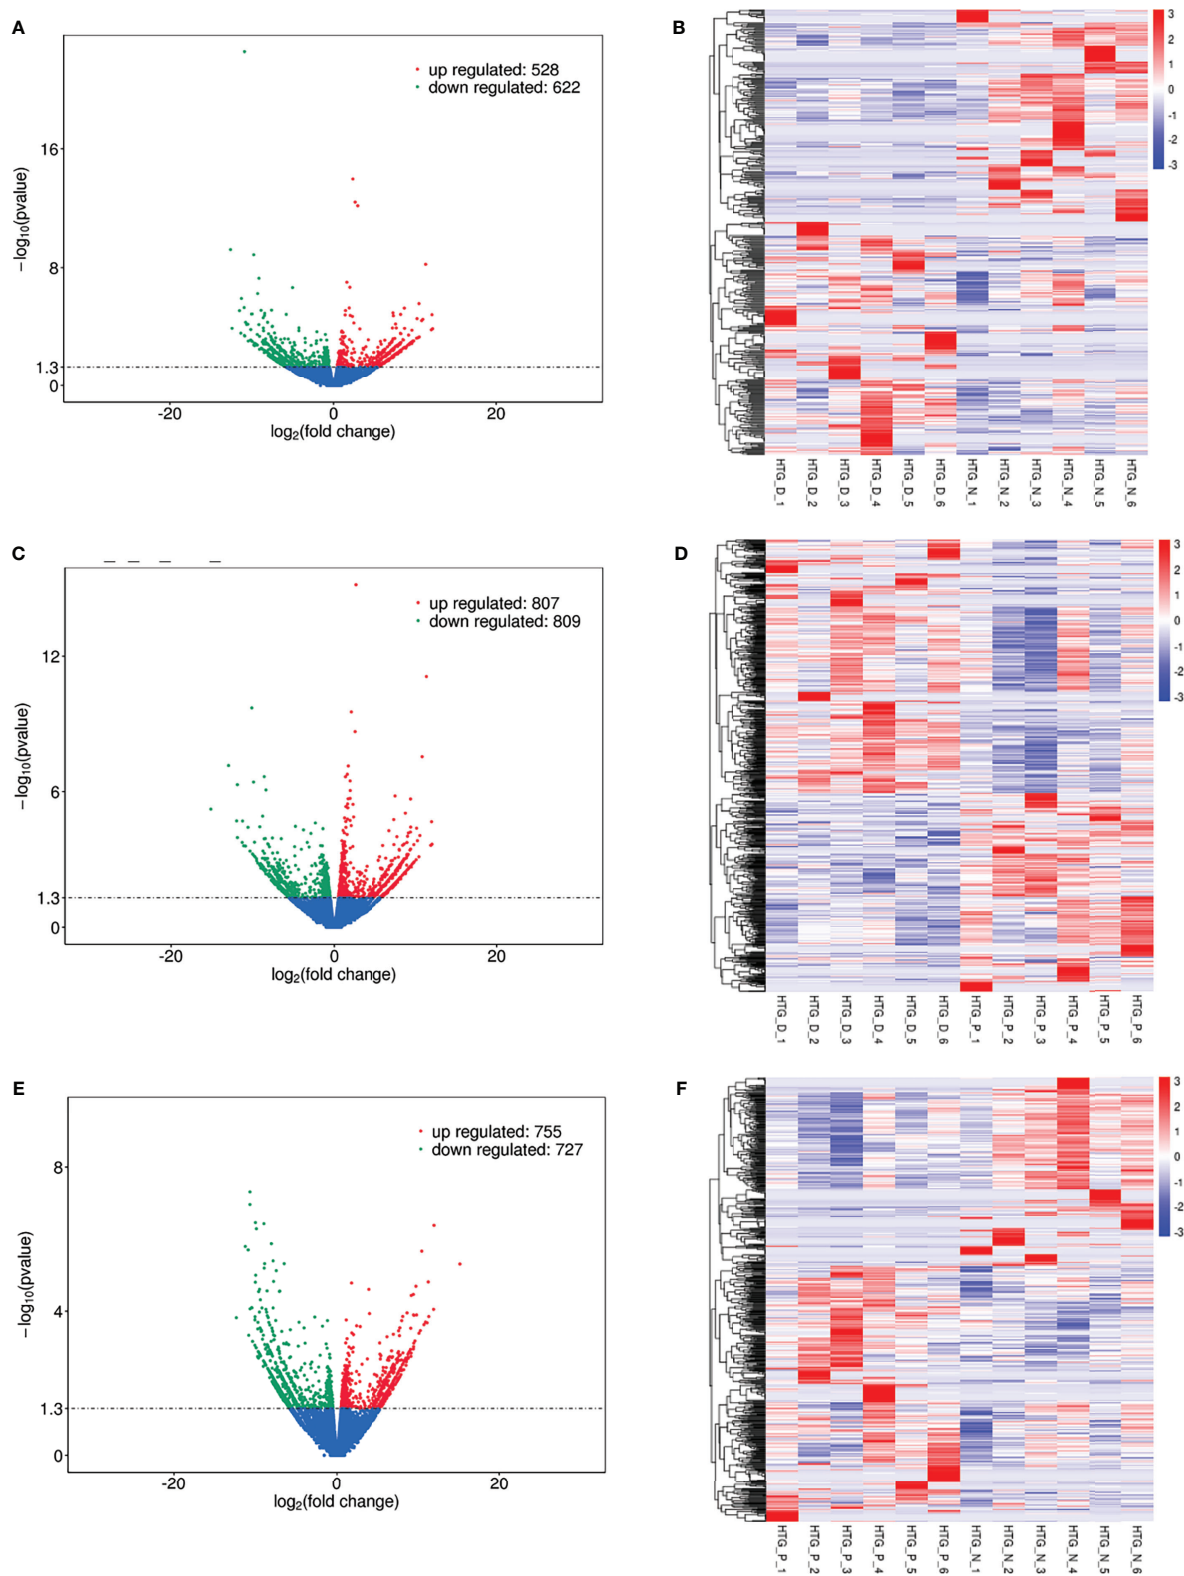 A
up regulated: 528
down regulated: 622
16
8
1.3
0
−log10(pvalue)
-20 0 20
log2(fold change)
B
3
2
1
0
-1
-2
-3
HTG_D_1 HTG_D_2 HTG_D_3 HTG_D_4 HTG_D_5 HTG_D_6 HTG_N_1 HTG_N_2 HTG_N_3 HTG_N_4 HTG_N_5 HTG_N_6
C
up regulated: 807
down regulated: 809
12
6
1.3
0
−log10(pvalue)
-20 0 20
log2(fold change)
D
3
2
1
0
-1
-2
-3
HTG_D_1 HTG_D_2 HTG_D_3 HTG_D_4 HTG_D_5 HTG_D_6 HTG_P_1 HTG_P_2 HTG_P_3 HTG_P_4 HTG_P_5 HTG_P_6
E
up regulated: 755
down regulated: 727
8
4
1.3
0
−log10(pvalue)
-20 0 20
log2(fold change)
F
3
2
1
0
-1
-2
-3
HTG_P_1 HTG_P_2 HTG_P_3 HTG_P_4 HTG_P_5 HTG_P_6 HTG_N_1 HTG_N_2 HTG_N_3 HTG_N_4 HTG_N_5 HTG_N_6